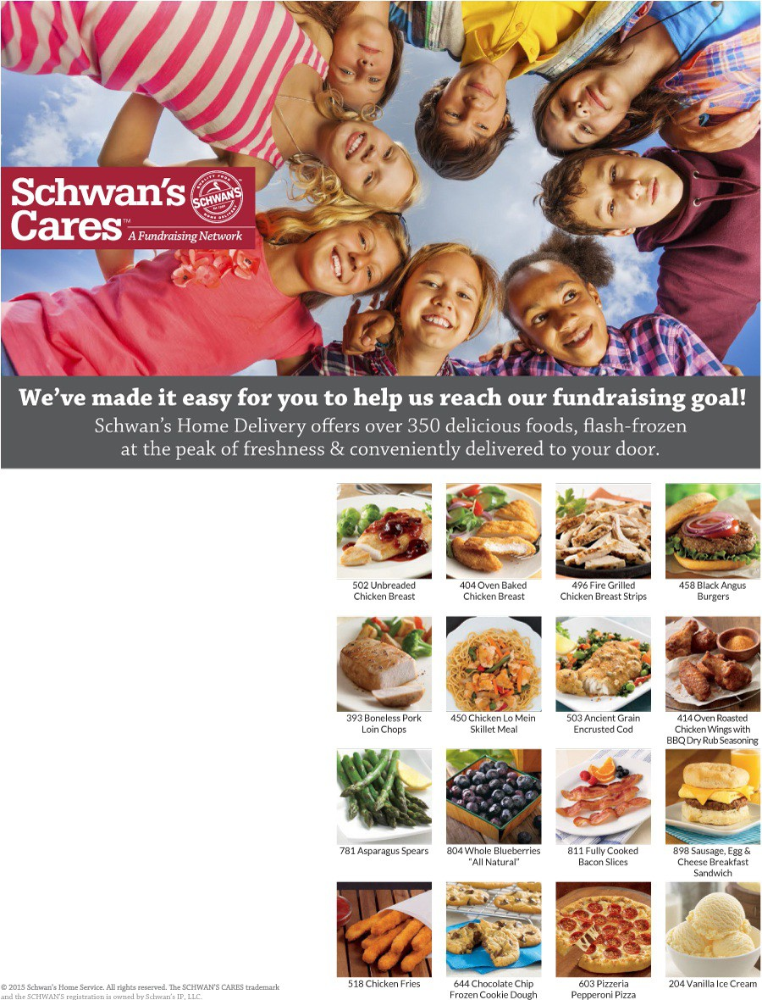 Schwan's
Cares™
A Fundraising Network
QUALITY FOOD
SCHWAN'S
HOME DELIVERY
We've made it easy for you to help us reach our fundraising goal!
Schwan's Home Delivery offers over 350 delicious foods, flash-frozen
at the peak of freshness & conveniently delivered to your door.
502 Unbreaded
Chicken Breast
404 Oven Baked
Chicken Breast
496 Fire Grilled
Chicken Breast Strips
458 Black Angus
Burgers
393 Boneless Pork
Loin Chops
450 Chicken Lo Mein
Skillet Meal
503 Ancient Grain
Encrusted Cod
414 Oven Roasted
Chicken Wings with
BBQ Dry Rub Seasoning
781 Asparagus Spears
804 Whole Blueberries
"All Natural"
811 Fully Cooked
Bacon Slices
898 Sausage, Egg &
Cheese Breakfast
Sandwich
518 Chicken Fries
644 Chocolate Chip
Frozen Cookie Dough
603 Pizzeria
Pepperoni Pizza
204 Vanilla Ice Cream
© 2015 Schwan's Home Service. All rights reserved. The SCHWAN'S CARES trademark
and the SCHWAN'S registration is owned by Schwan's IP, LLC.